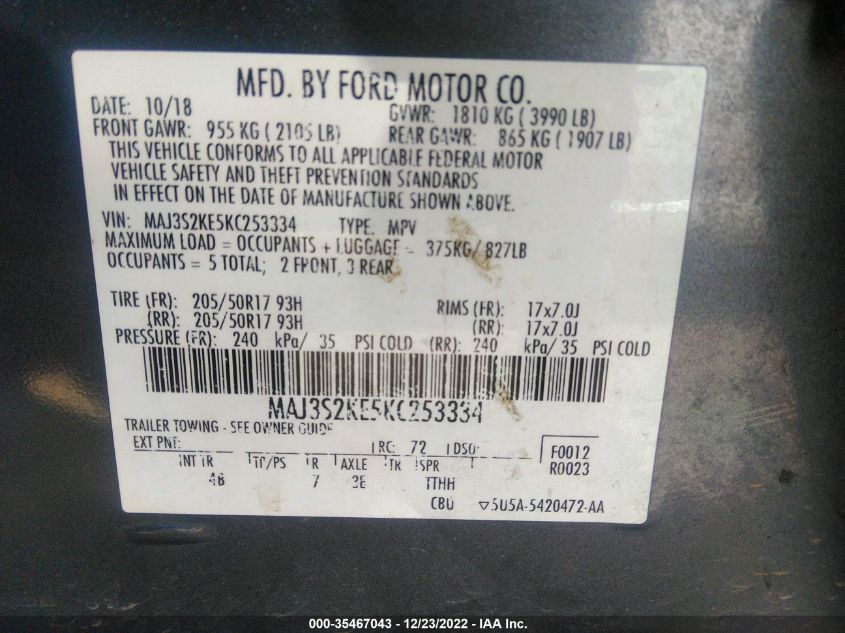 MFD. BY FORD MOTOR CO.
DATE: 10/18 GVWR: 1810 KG ( 3990 LB)
FRONT GAWR: 955 KG ( 2105 LB) REAR GAWR: 865 KG ( 1907 LB)
THIS VEHICLE CONFORMS TO ALL APPLICABLE FEDERAL MOTOR
VEHICLE SAFETY AND THEFT PREVENTION STANDARDS
IN EFFECT ON THE DATE OF MANUFACTURE SHOWN ABOVE.
VIN: MAJ3S2KE5KC253334 TYPE. MPV
MAXIMUM LOAD = OCCUPANTS + LUGGAGE = 375KG/ 827LB
OCCUPANTS = 5 TOTAL; 2 FRONT, 3 REAR
TIRE (FR): 205/50R17 93H RIMS (FR): 17x7.0J
(RR): 205/50R17 93H (RR): 17x7.0J
PRESSURE (FR): 240 kPa/ 35 PSI COLD (RR): 240 kPa/35 PSI COLD
MAJ3S2KE5KC253334
TRAILER TOWING - SEE OWNER GUIDE
EXT PNT: RC: 72 DSO: F0012
R0023
INT TR TP/PS R AXLE TR SPR
7 3E TTHH
CBU ▽5U5A-5420472-AA
000-35467043 - 12/23/2022 - IAA Inc.